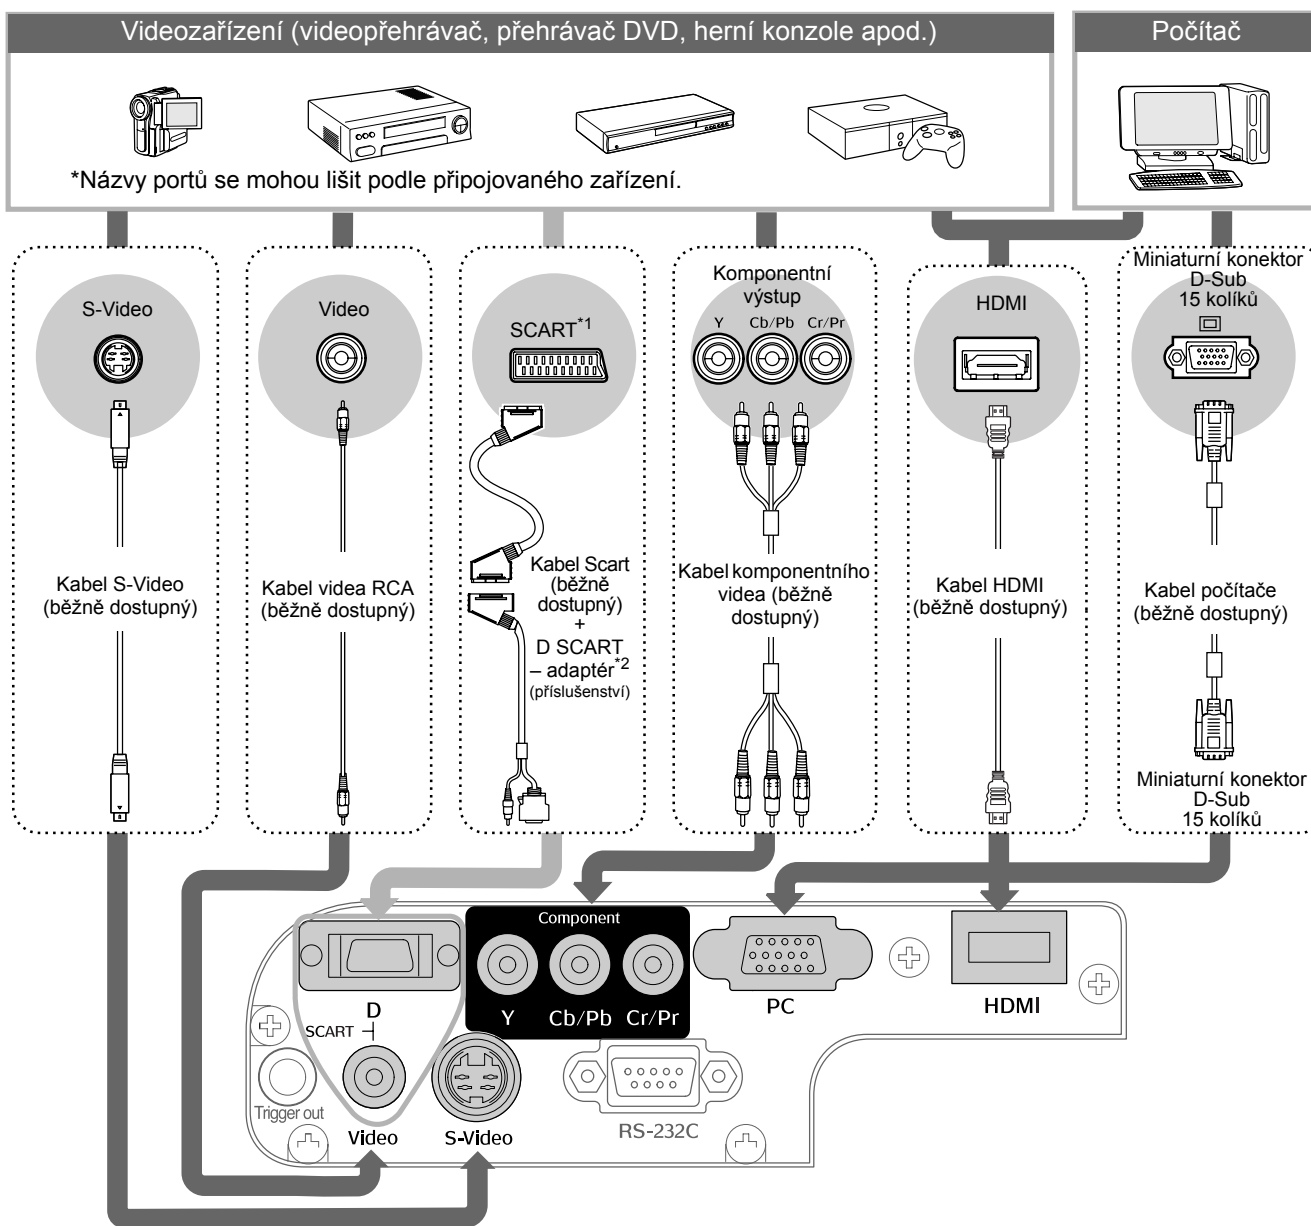 Videozařízení (videopřehrávač, přehrávač DVD, herní konzole apod.)
Počítač
*Názvy portů se mohou lišit podle připojovaného zařízení.
S-Video
Video
SCART*1
Komponentní
výstup
Y Cb/Pb Cr/Pr
HDMI
Miniaturní konektor
D-Sub
15 kolíků
Kabel S-Video
(běžně dostupný)
Kabel videa RCA
(běžně dostupný)
Kabel Scart
(běžně
dostupný)
+
D SCART
– adaptér*2
(příslušenství)
Kabel komponentního
videa (běžně
dostupný)
Kabel HDMI
(běžně dostupný)
Kabel počítače
(běžně dostupný)
Miniaturní konektor
D-Sub
15 kolíků
Component
Y Cb/Pb Cr/Pr
PC
HDMI
D
SCART
Trigger out
Video
S-Video
RS-232C